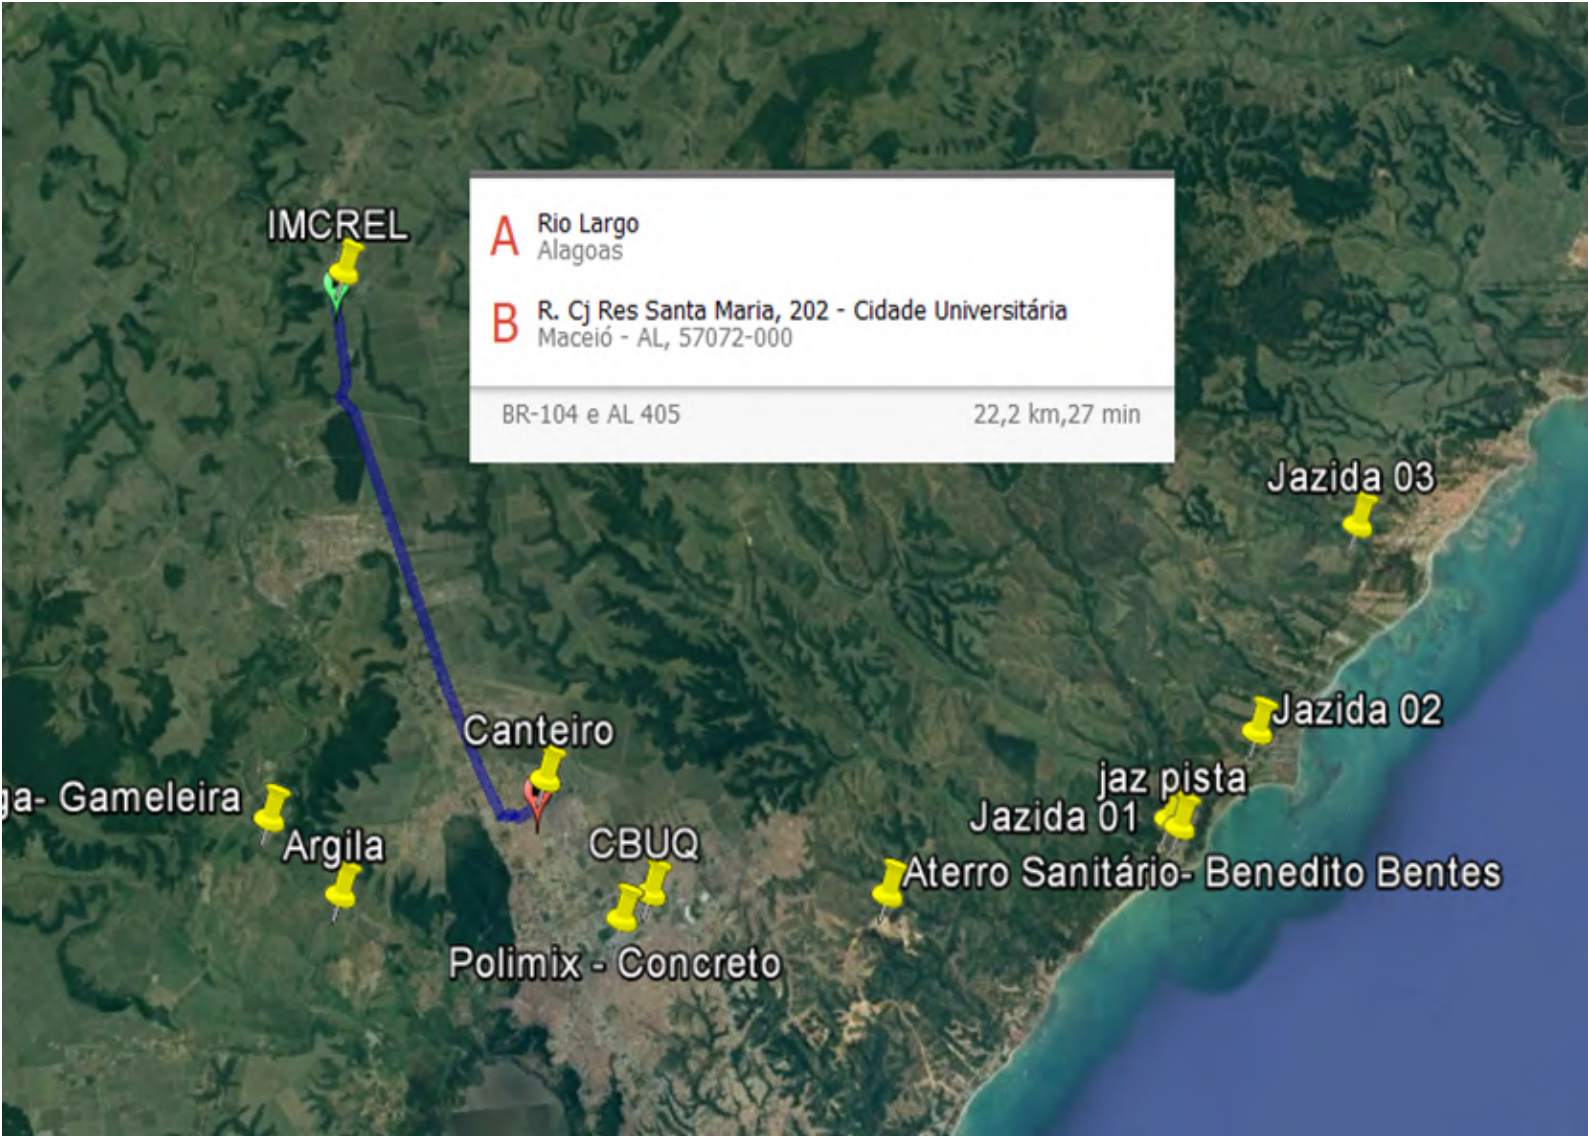 IMCREL
A Rio Largo
Alagoas
B R. Cj Res Santa Maria, 202 - Cidade Universitária
Maceió - AL, 57072-000
BR-104 e AL 405 22,2 km,27 min
Jazida 03
Jazida 02
Canteiro
jaz pista
ga- Gameleira
Jazida 01
Argila
CBUQ
Aterro Sanitário- Benedito Bentes
Polimix - Concreto